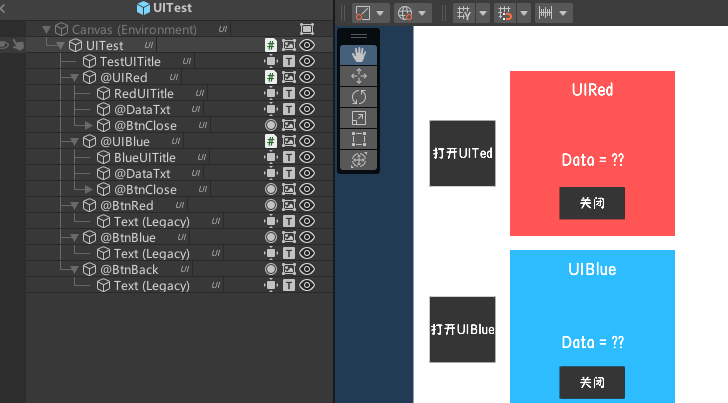 UITest
Canvas (Environment) UI
UITest UI
TestUITitle UI
@UIRed UI
RedUITitle UI
@DataTxt UI
@BtnClose UI
@UIBlue UI
BlueUITitle UI
@DataTxt UI
@BtnClose UI
@BtnRed UI
Text (Legacy) UI
@BtnBlue UI
Text (Legacy) UI
@BtnBack UI
Text (Legacy) UI
UIRed
打开UITed
Data = ??
关闭
UIBlue
打开UIBlue
Data = ??
关闭